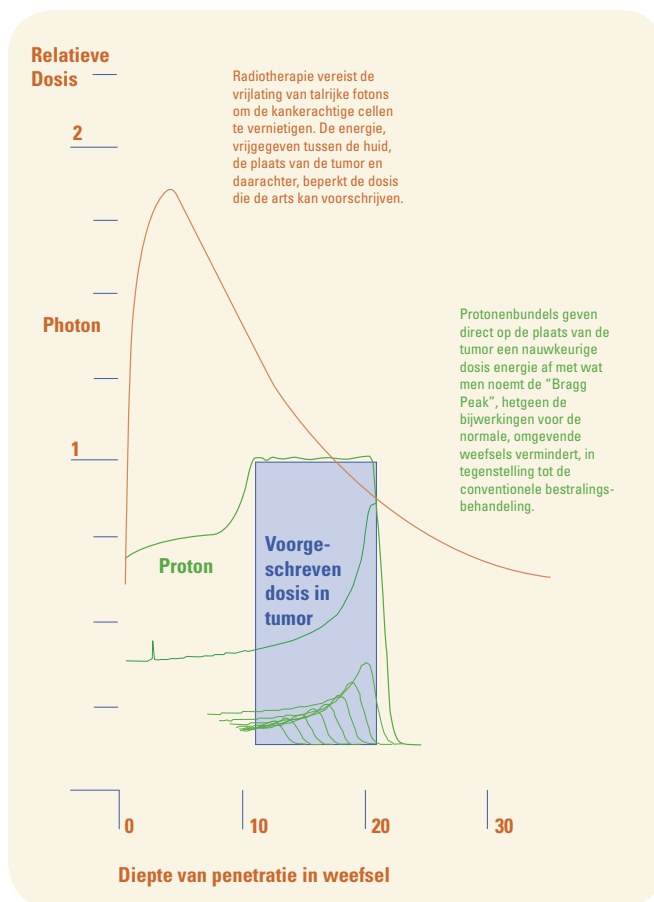 Relatieve
Dosis
Radiotherapie vereist de
vrijlating van talrijke fotons
om de kankerachtige cellen
te vernietigen. De energie,
vrijgegeven tussen de huid,
de plaats van de tumor en
daarachter, beperkt de dosis
die de arts kan voorschrijven.
2
Photon
Protonenbundels geven
direct op de plaats van de
tumor een nauwkeurige
dosis energie af met wat
men noemt de “Bragg
Peak”, hetgeen de
bijwerkingen voor de
normale, omgevende
weefsels vermindert, in
tegenstelling tot de
conventionele bestralings-
behandeling.
1
Proton
Voorge-
schreven
dosis in
tumor
0 10 20 30
Diepte van penetratie in weefsel